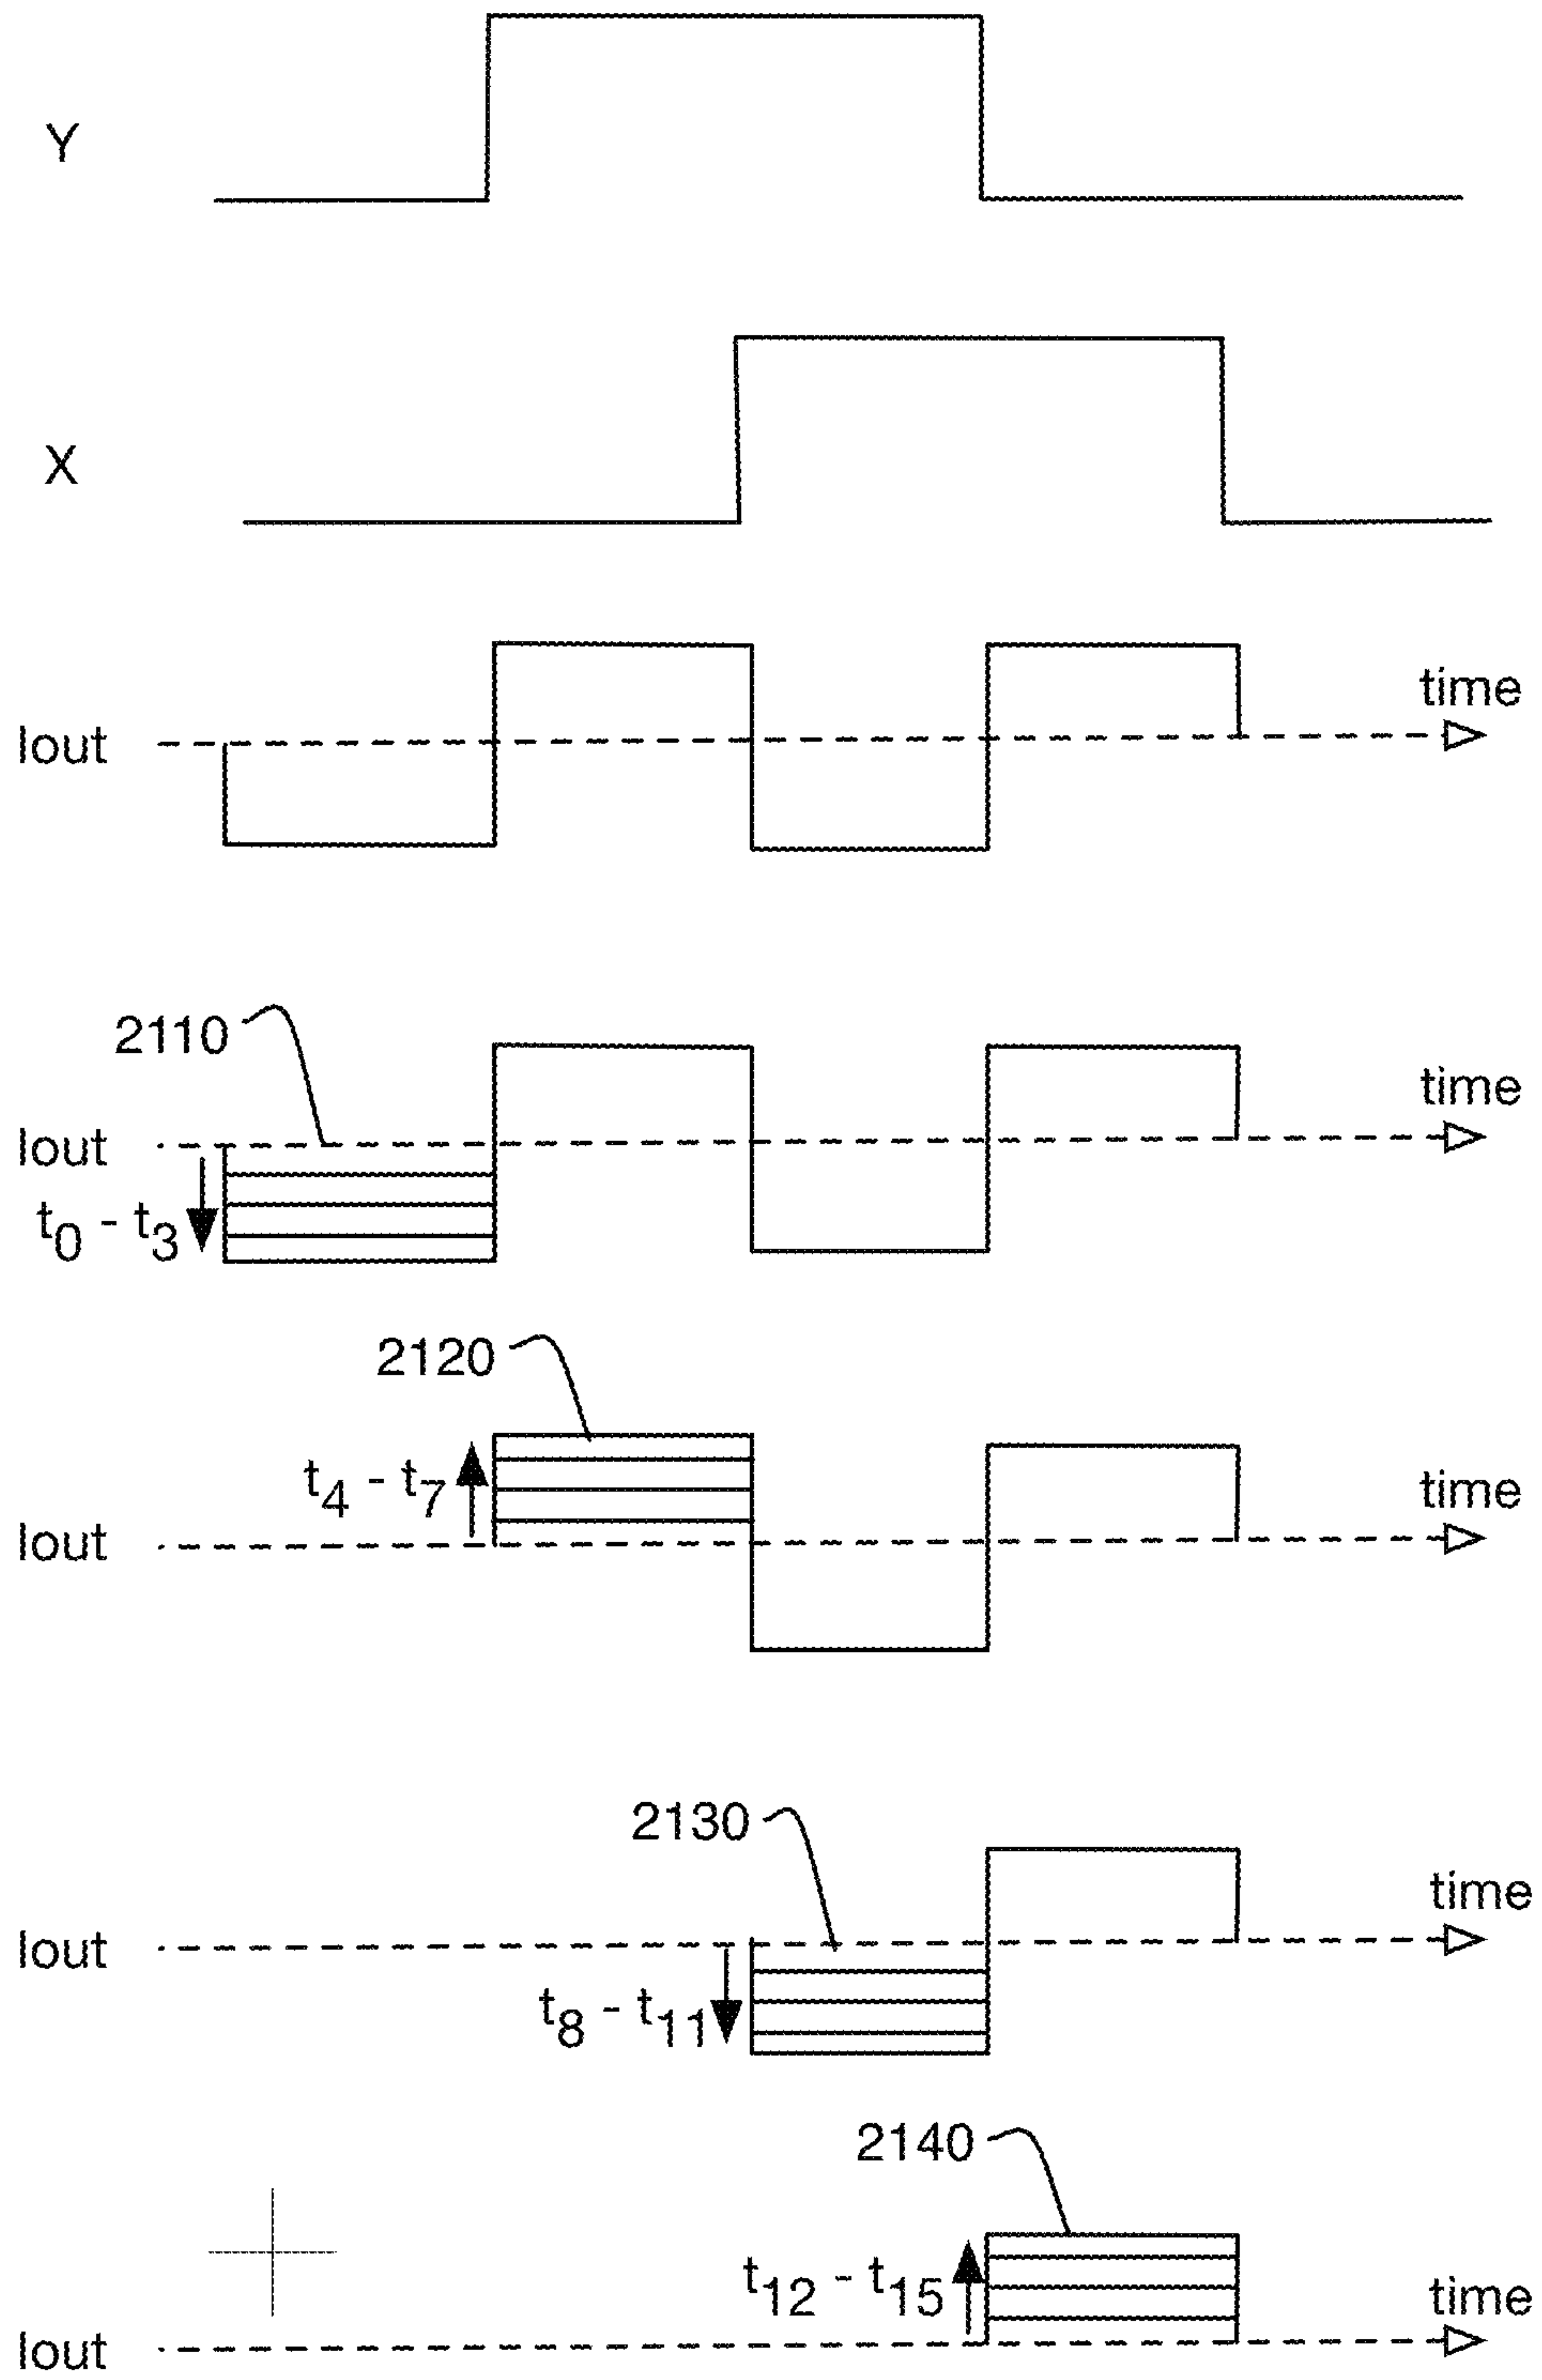 Y
X
time
Iout
2110
time
Iout
t0 - t3
2120
t4 - t7
time
Iout
2130
time
Iout
t8 - t11
2140
t12 - t15
time
Iout